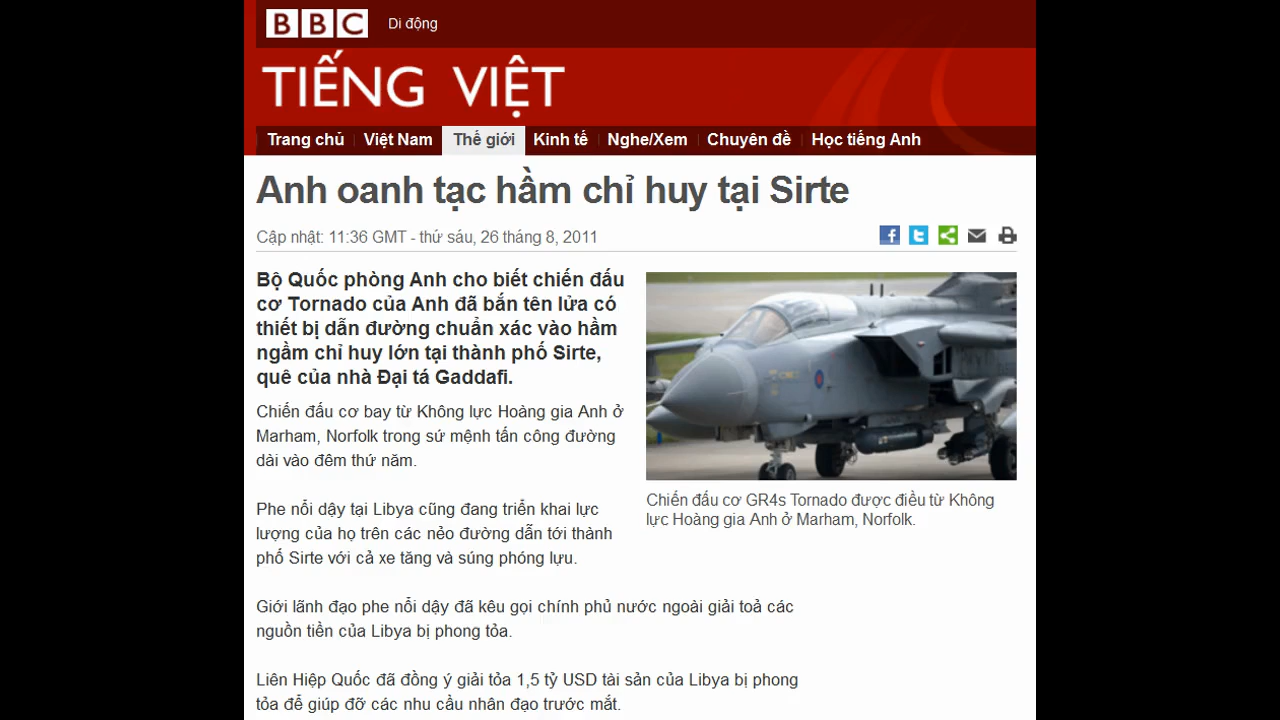 BBC Di động
TIẾNG VIỆT
Trang chủ Việt Nam Thế giới Kinh tế Nghe/Xem Chuyên đề Học tiếng Anh
Anh oanh tạc hầm chỉ huy tại Sirte
Cập nhật: 11:36 GMT - thứ sáu, 26 tháng 8, 2011
Bộ Quốc phòng Anh cho biết chiến đấu
cơ Tornado của Anh đã bắn tên lửa có
thiết bị dẫn đường chuẩn xác vào hầm
ngầm chỉ huy lớn tại thành phố Sirte,
quê của nhà Đại tá Gaddafi.
Chiến đấu cơ bay từ Không lực Hoàng gia Anh ở
Marham, Norfolk trong sứ mệnh tấn công đường
dài vào đêm thứ năm.
Phe nổi dậy tại Libya cũng đang triển khai lực
lượng của họ trên các nẻo đường dẫn tới thành
phố Sirte với cả xe tăng và súng phóng lựu.
Chiến đấu cơ GR4s Tornado được điều từ Không
lực Hoàng gia Anh ở Marham, Norfolk.
Giới lãnh đạo phe nổi dậy đã kêu gọi chính phủ nước ngoài giải toả các
nguồn tiền của Libya bị phong tỏa.
Liên Hiệp Quốc đã đồng ý giải tỏa 1,5 tỷ USD tài sản của Libya bị phong
tỏa để giúp đỡ các nhu cầu nhân đạo trước mắt.